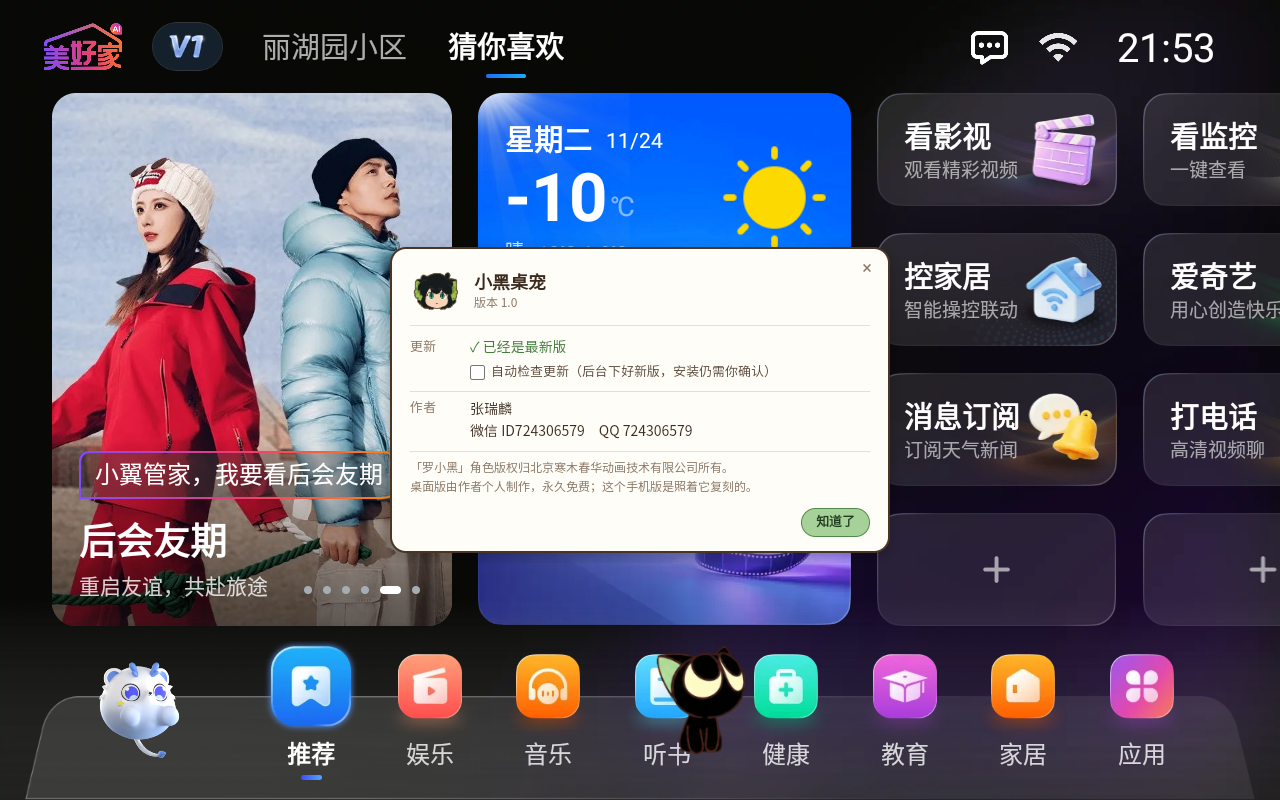 美好家 AI
V1
丽湖园小区
猜你喜欢
21:53
小翼管家，我要看后会友期
后会友期
重启友谊，共赴旅途
星期二 11/24
-10℃
看影视
观看精彩视频
看监控
一键查看
控家居
智能操控联动
爱奇艺
用心创造快乐
消息订阅
订阅天气新闻
打电话
高清视频聊
小黑桌宠
版本 1.0
×
更新
✓ 已经是最新版
自动检查更新（后台下好新版，安装仍需你确认）
作者
张瑞麟
微信 ID724306579 QQ 724306579
「罗小黑」角色版权归北京寒木春华动画技术有限公司所有。
桌面版由作者个人制作，永久免费；这个手机版是照着它复刻的。
知道了
推荐
娱乐
音乐
听书
健康
教育
家居
应用